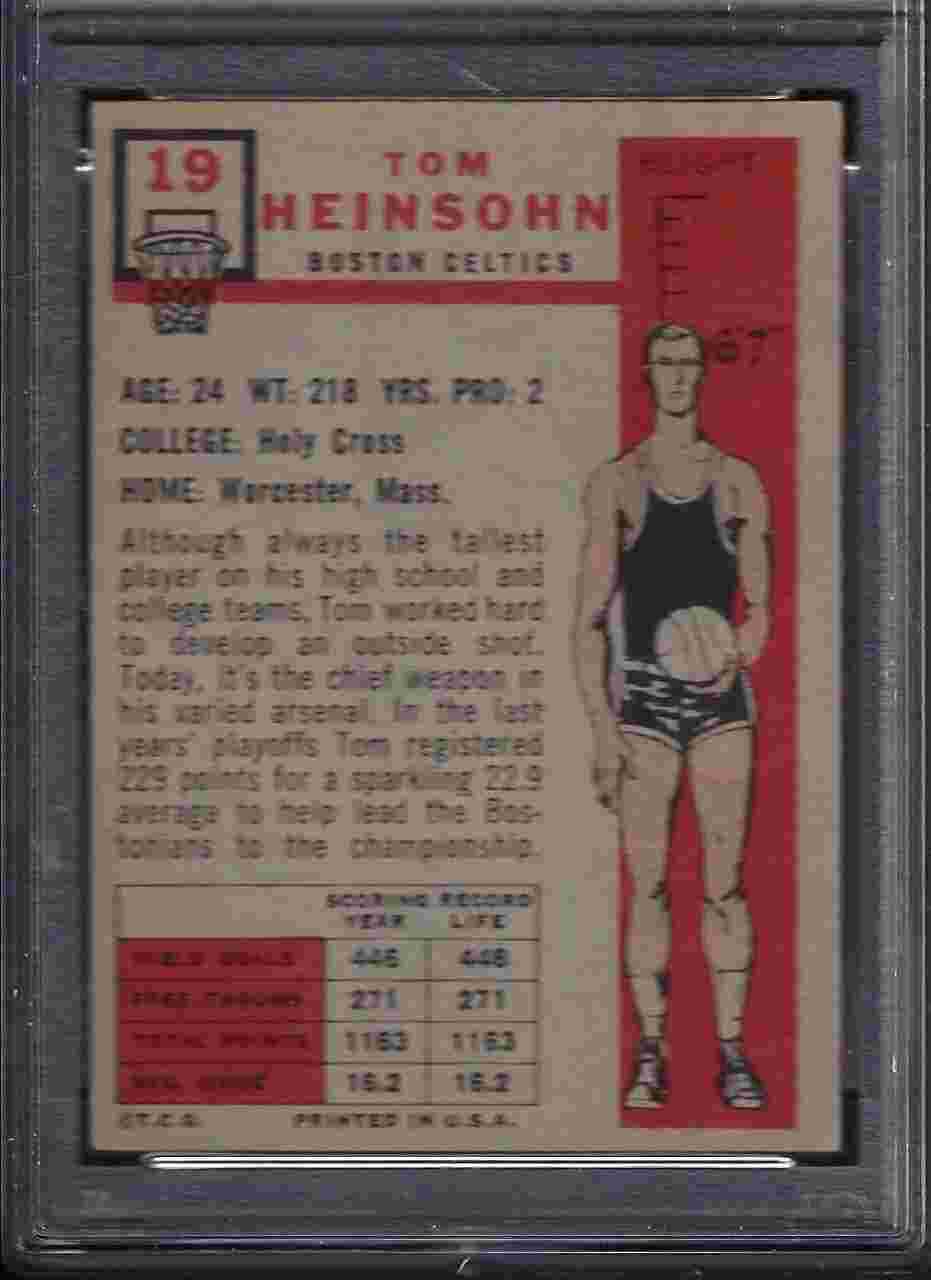 19
TOM
HEINSOHN
BOSTON CELTICS
HEIGHT
6'7"
AGE: 24 WT: 218 YRS. PRO: 2
COLLEGE: Holy Cross
HOME: Worcester, Mass.
Although always the tallest
player on his high school and
college teams, Tom worked hard
to develop an outside shot.
Today, it's the chief weapon in
his varied arsenal. In the last
years' playoffs Tom registered
229 points for a sparkling 22.9
average to help lead the Bos-
tonians to the championship.
SCORING RECORD
YEAR LIFE
FIELD GOALS 446 446
FREE THROWS 271 271
TOTAL POINTS 1163 1163
AVG. GAME 16.2 16.2
©T.C.G. PRINTED IN U.S.A.